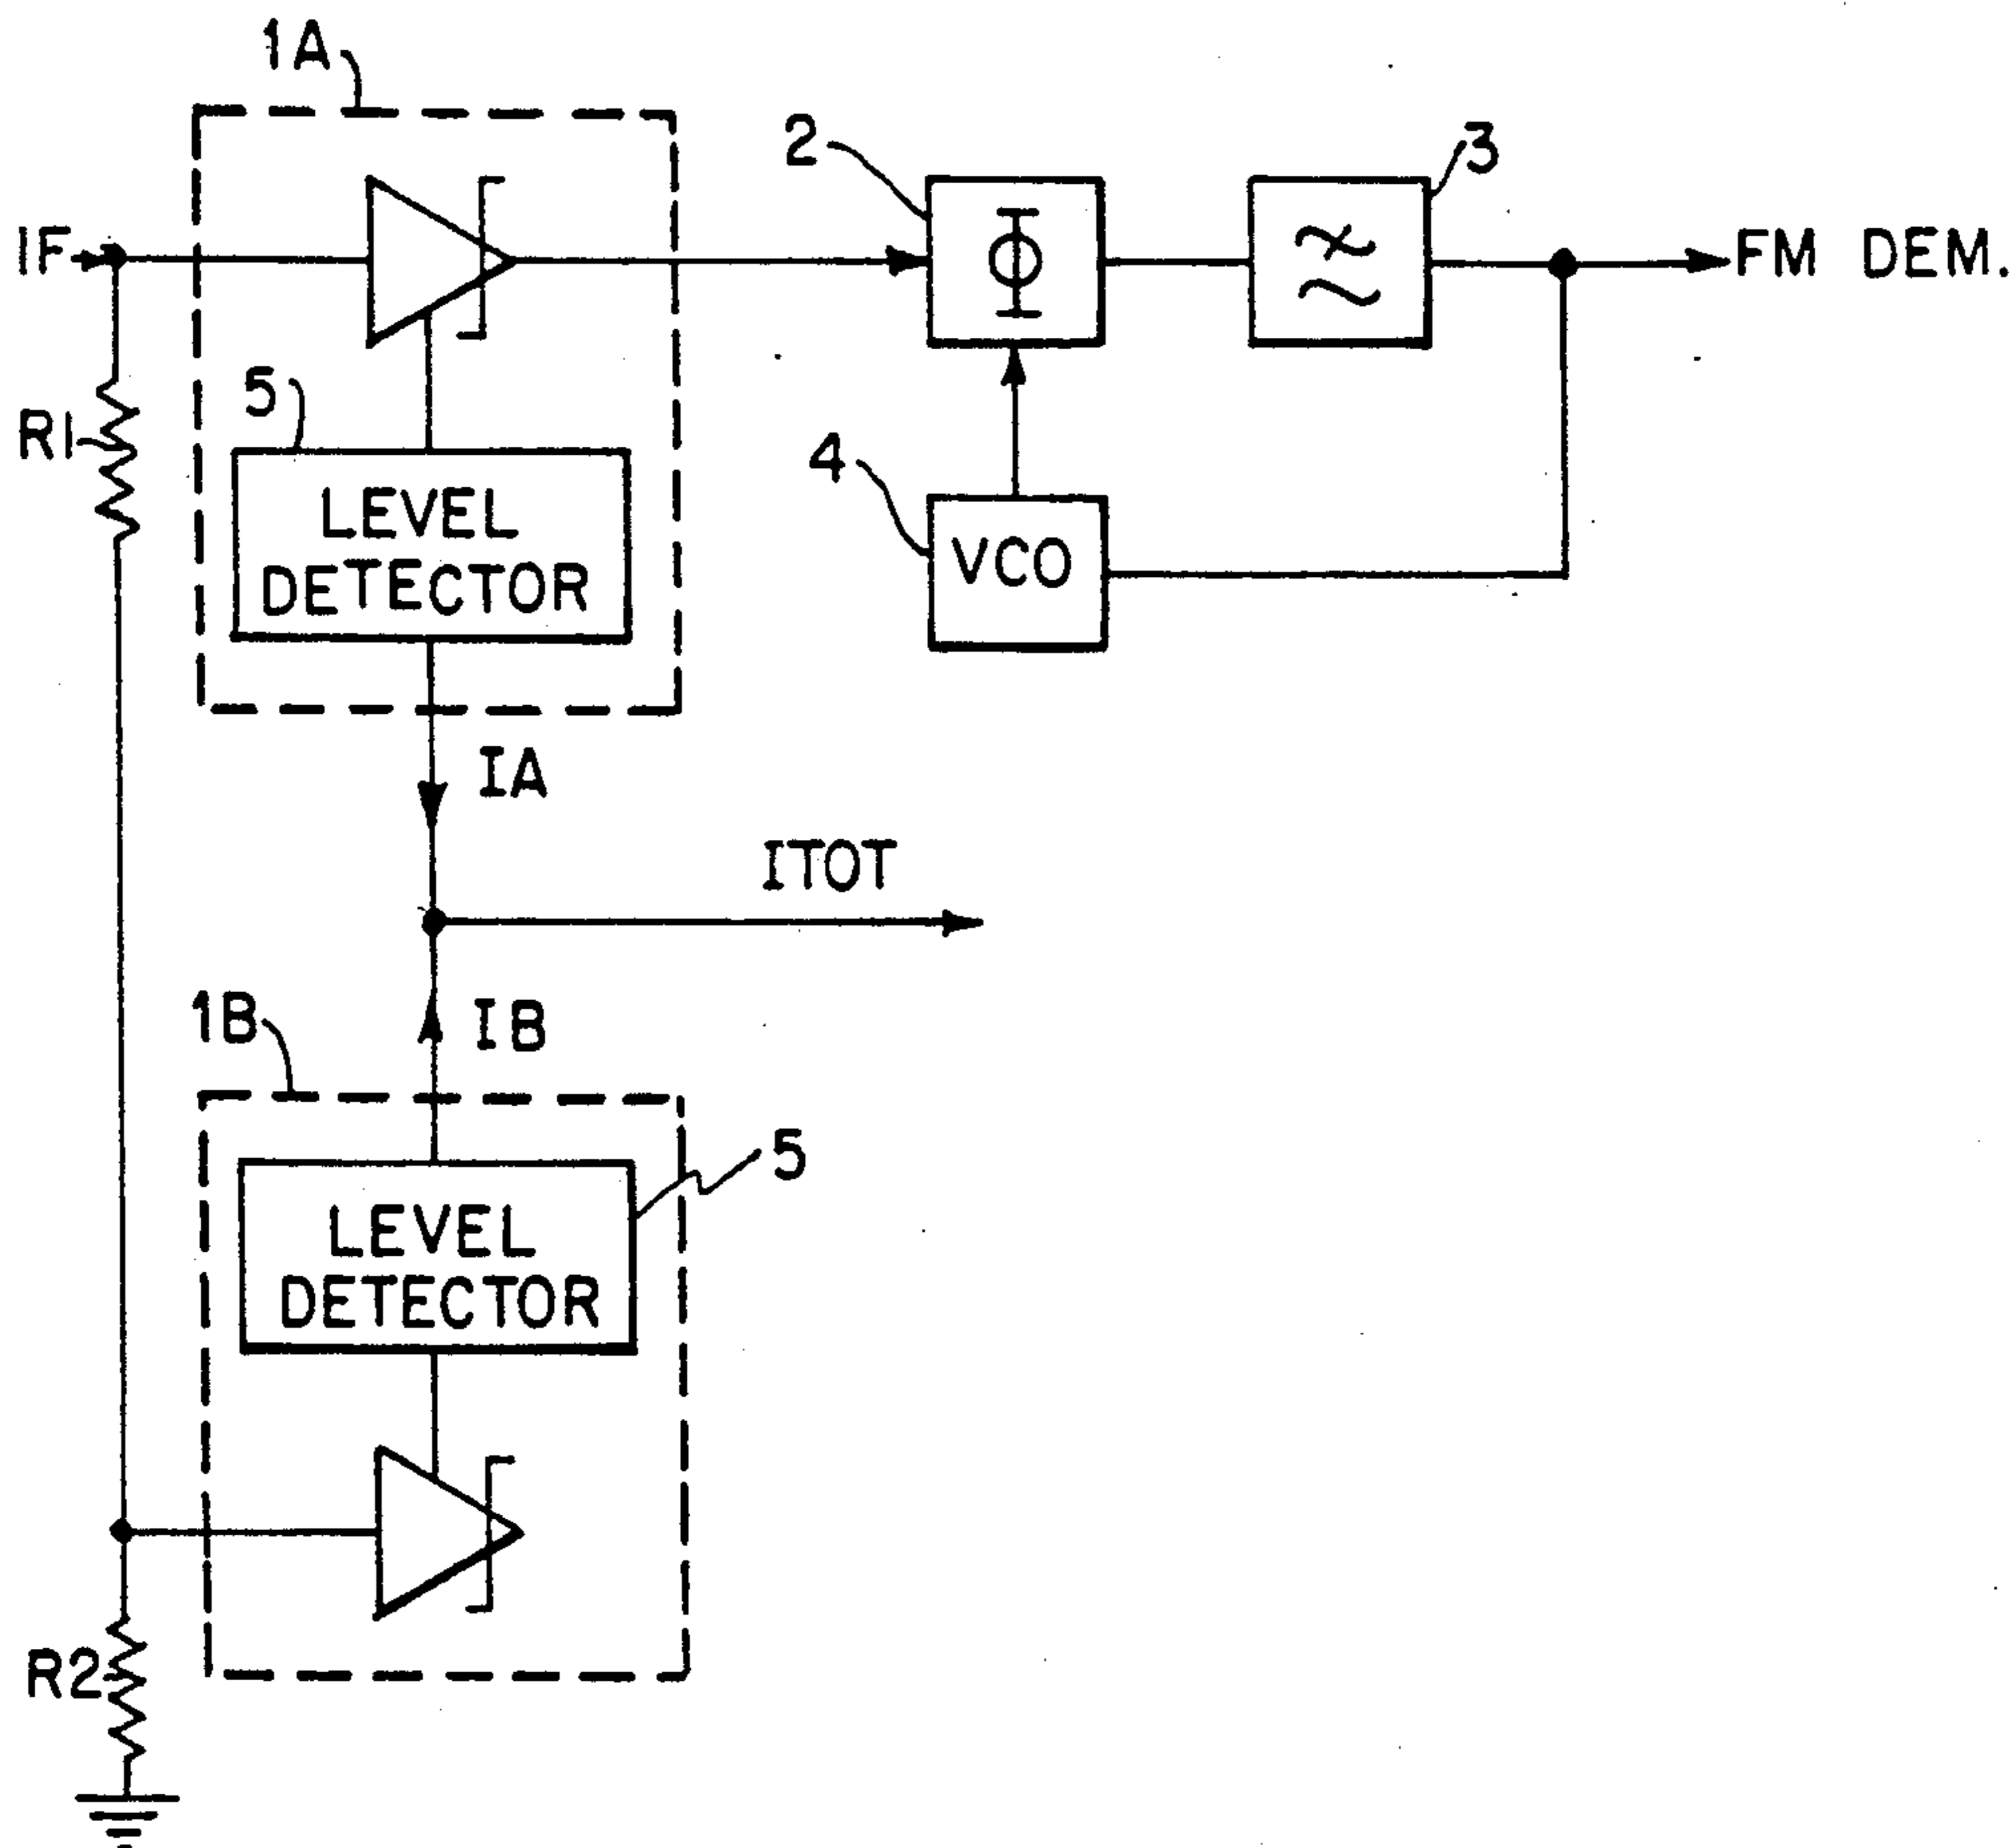 1A
2
3
IF
FM DEM.
5
R1
LEVEL
DETECTOR
4
VCO
IA
ITOT
1B
IB
5
LEVEL
DETECTOR
R2